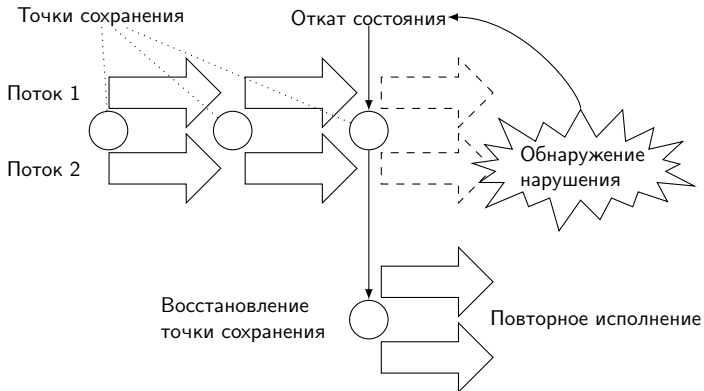 Точки сохранения
Откат состояния
Поток 1
Поток 2
Обнаружение
нарушения
Восстановление
точки сохранения
Повторное исполнение